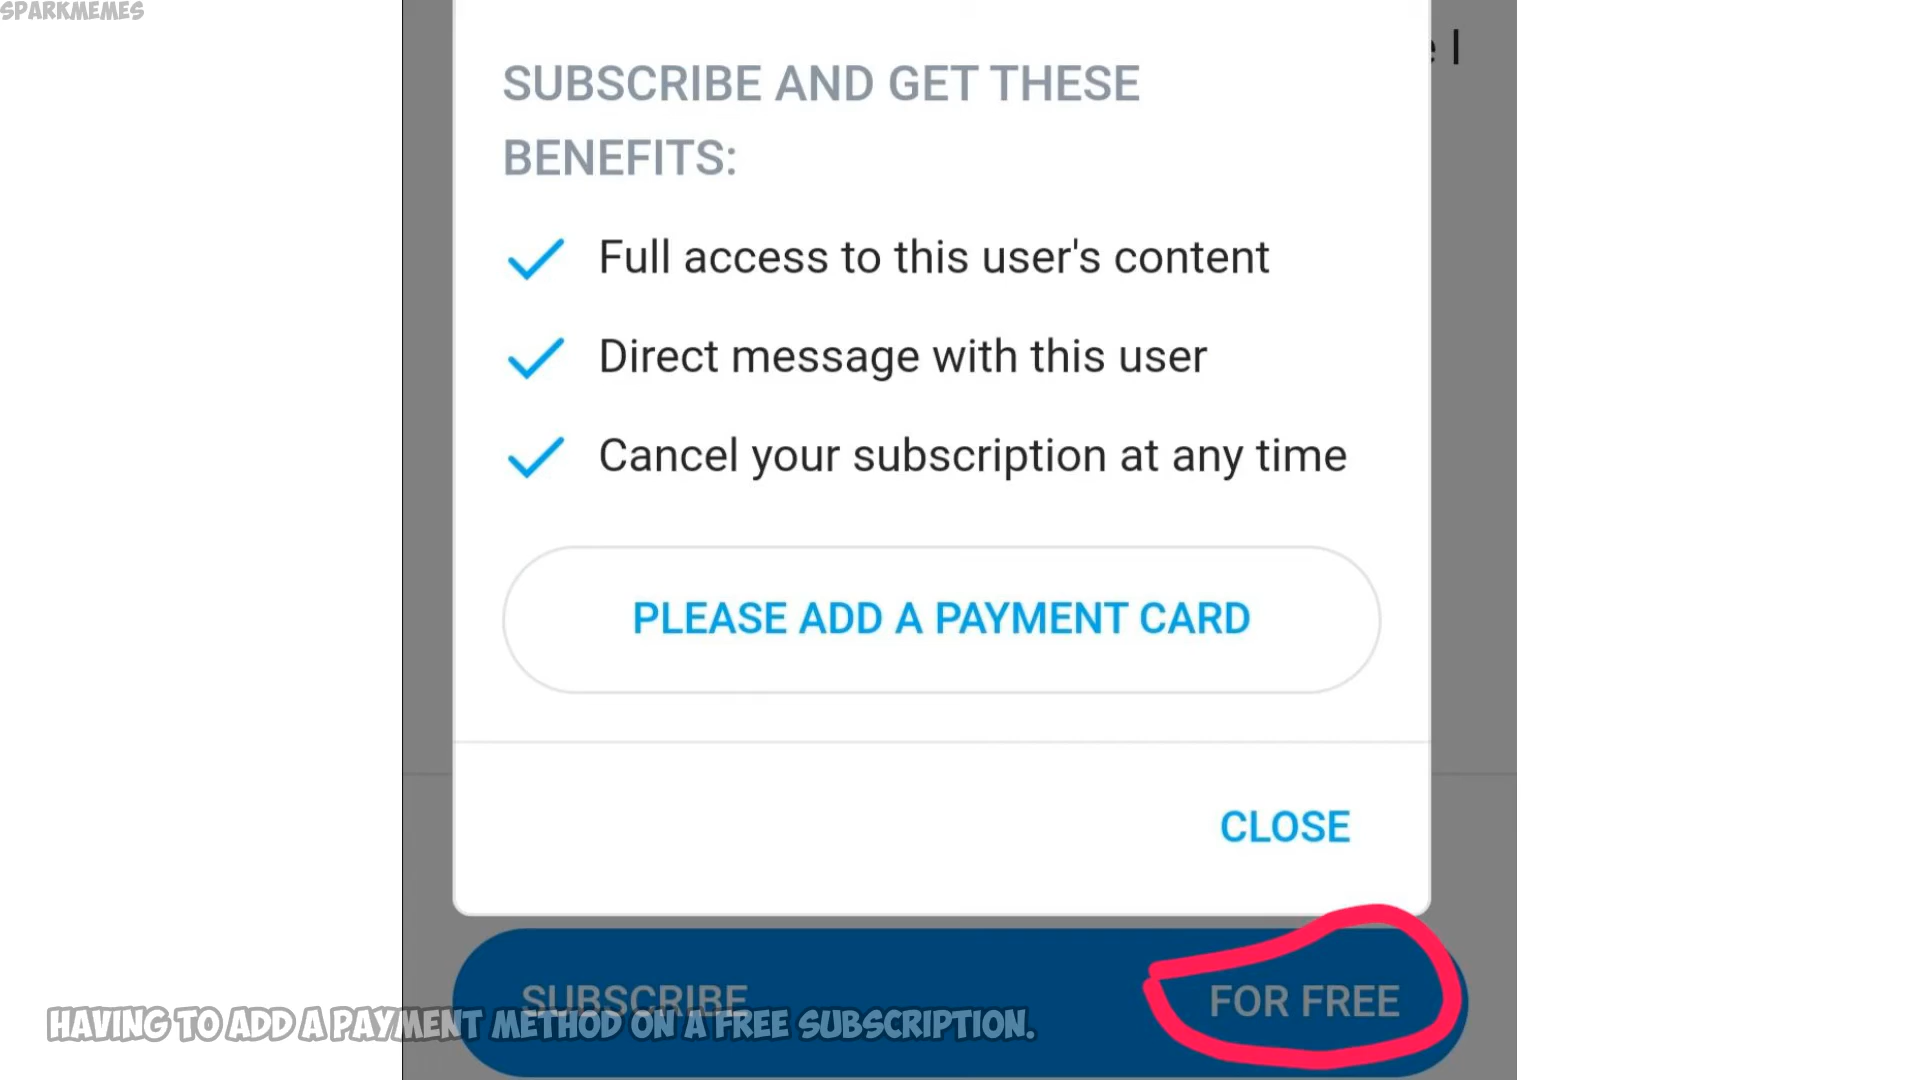 SPARKMEMES
e I
SUBSCRIBE AND GET THESE
BENEFITS:
Full access to this user's content
Direct message with this user
Cancel your subscription at any time
PLEASE ADD A PAYMENT CARD
CLOSE
SUBSCRIBE FOR FREE
HAVING TO ADD A PAYMENT METHOD ON A FREE SUBSCRIPTION.